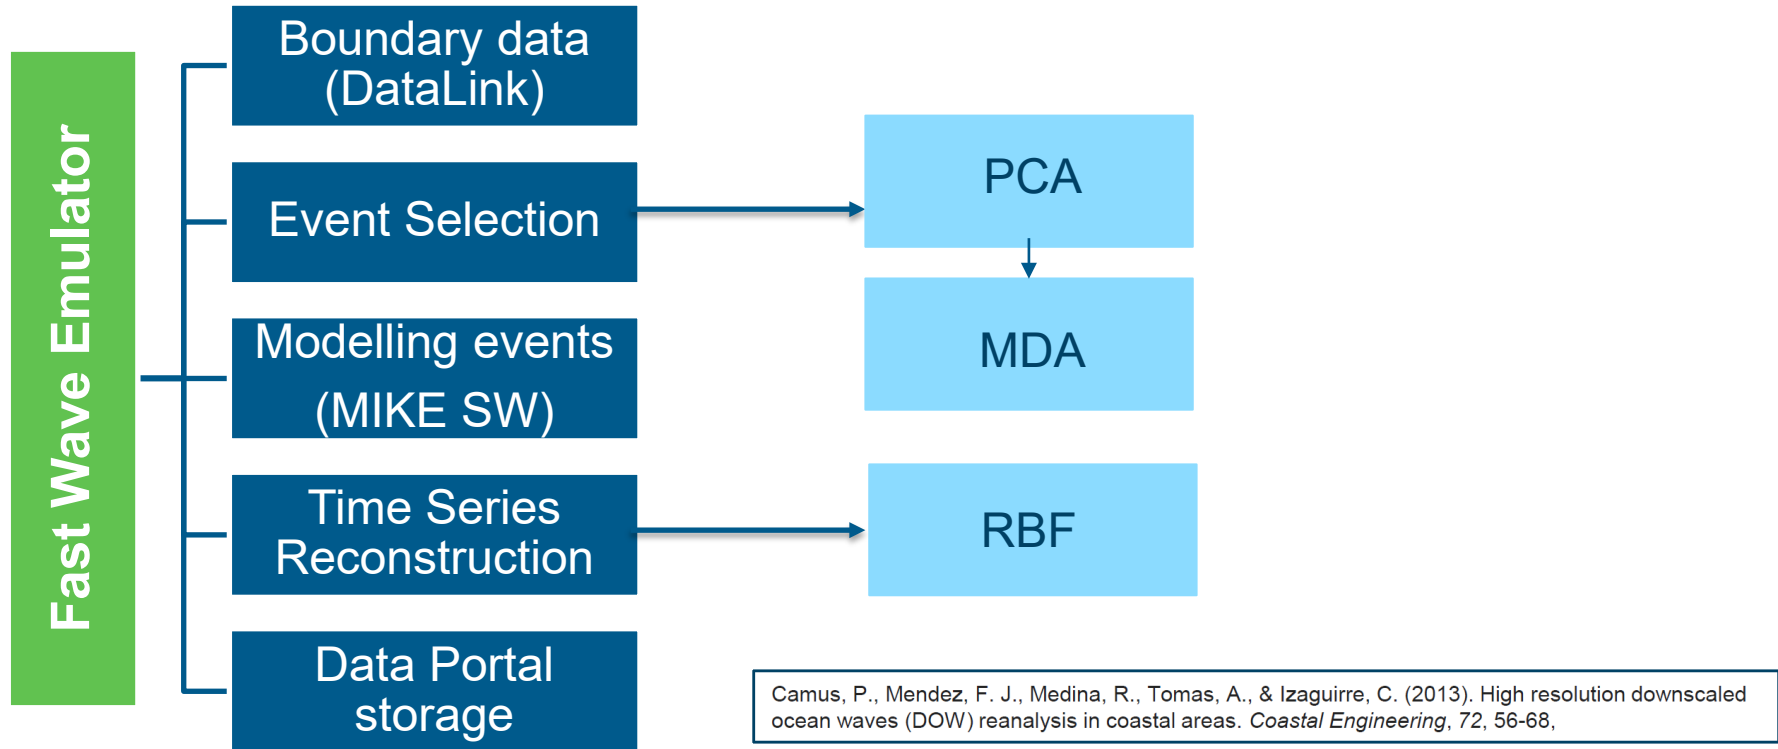 Fast Wave Emulator
Boundary data
(DataLink)
Event Selection
Modelling events
(MIKE SW)
Time Series
Reconstruction
Data Portal
storage
PCA
MDA
RBF
Camus, P., Mendez, F. J., Medina, R., Tomas, A., & Izaguirre, C. (2013). High resolution downscaled
ocean waves (DOW) reanalysis in coastal areas. Coastal Engineering, 72, 56-68,